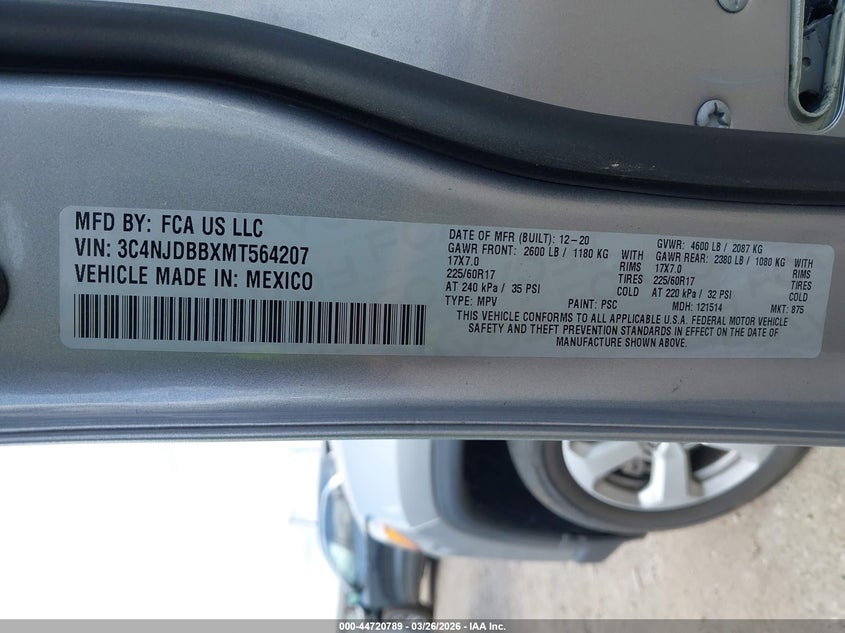 MFD BY: FCA US LLC
VIN: 3C4NJDBBXMT564207
VEHICLE MADE IN: MEXICO
DATE OF MFR (BUILT): 12-20 GVWR: 4600 LB / 2087 KG
GAWR FRONT: 2600 LB / 1180 KG WITH GAWR REAR: 2380 LB / 1080 KG WITH
17X7.0 RIMS 17X7.0 RIMS
225/60R17 TIRES 225/60R17 TIRES
AT 240 kPa / 35 PSI COLD AT 220 kPa / 32 PSI COLD
TYPE: MPV PAINT: PSC MDH: 121514 MKT: 875
THIS VEHICLE CONFORMS TO ALL APPLICABLE U.S.A. FEDERAL MOTOR VEHICLE
SAFETY AND THEFT PREVENTION STANDARDS IN EFFECT ON THE DATE OF
MANUFACTURE SHOWN ABOVE.
000-44720789 | 03/26/2026 | IAA Inc.